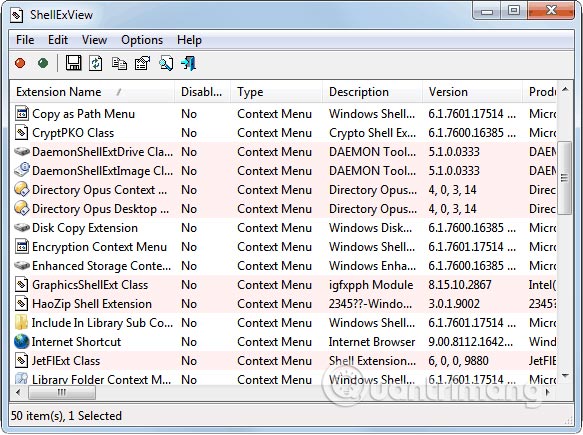 ShellExView
File Edit View Options Help
Extension Name / Disabl... Type Description Version Produ
Copy as Path Menu No Context Menu Windows Shell... 6.1.7601.17514 ... Micro
CryptPKO Class No Context Menu Crypto Shell Ex... 6.1.7600.16385 ... Micro
DaemonShellExtDrive Cla... No Context Menu DAEMON Tool... 5.1.0.0333 DAEM
DaemonShellExtImage Cl... No Context Menu DAEMON Tool... 5.1.0.0333 DAEM
Directory Opus Context ... No Context Menu Directory Opus... 4, 0, 3, 14 Direc
Directory Opus Desktop ... No Context Menu Directory Opus... 4, 0, 3, 14 Direc
Disk Copy Extension No Context Menu Windows Disk... 6.1.7600.16385 ... Micro
Encryption Context Menu No Context Menu Windows Shell... 6.1.7601.17514 ... Micro
Enhanced Storage Conte... No Context Menu Windows Enha... 6.1.7600.16385 ... Micro
GraphicsShellExt Class No Context Menu igfxpph Module 8.15.10.2867 Intel(
HaoZip Shell Extension No Context Menu 2345??-Windo... 3.0.1.9002 2345?
Include In Library Sub Co... No Context Menu Windows Shell... 6.1.7601.17514 ... Micro
Internet Shortcut No Context Menu Internet Browser 9.00.8112.1642... Windo
JetFlExt Class No Context Menu Shell Extension... 6, 0, 0, 9880 JetFlE
Library Folder Context M... No Context Menu Windows Shell... 6.1.7601.17514 ... Micro
Quantrimang
50 item(s), 1 Selected